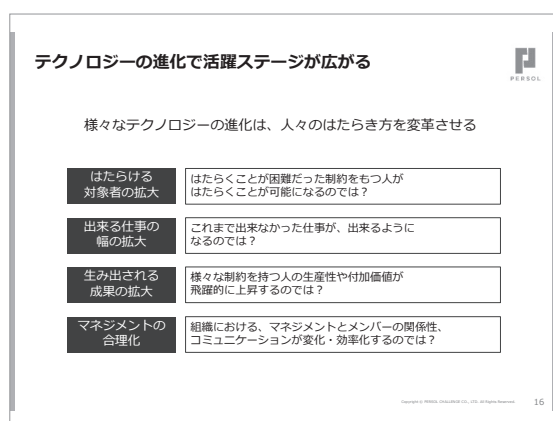 テクノロジーの進化で活躍ステージが広がる
PERSOL
様々なテクノロジーの進化は、人々のはたらき方を変革させる
はたらける
対象者の拡大
はたらくことが困難だった制約をもつ人が
はたらくことが可能になるのでは？
出来る仕事の
幅の拡大
これまで出来なかった仕事が、出来るように
なるのでは？
生み出される
成果の拡大
様々な制約を持つ人の生産性や付加価値が
飛躍的に上昇するのでは？
マネジメントの
合理化
組織における、マネジメントとメンバーの関係性、
コミュニケーションが変化・効率化するのでは？
Copyright © PERSOL CHALLENGE CO., LTD. All Rights Reserved
16